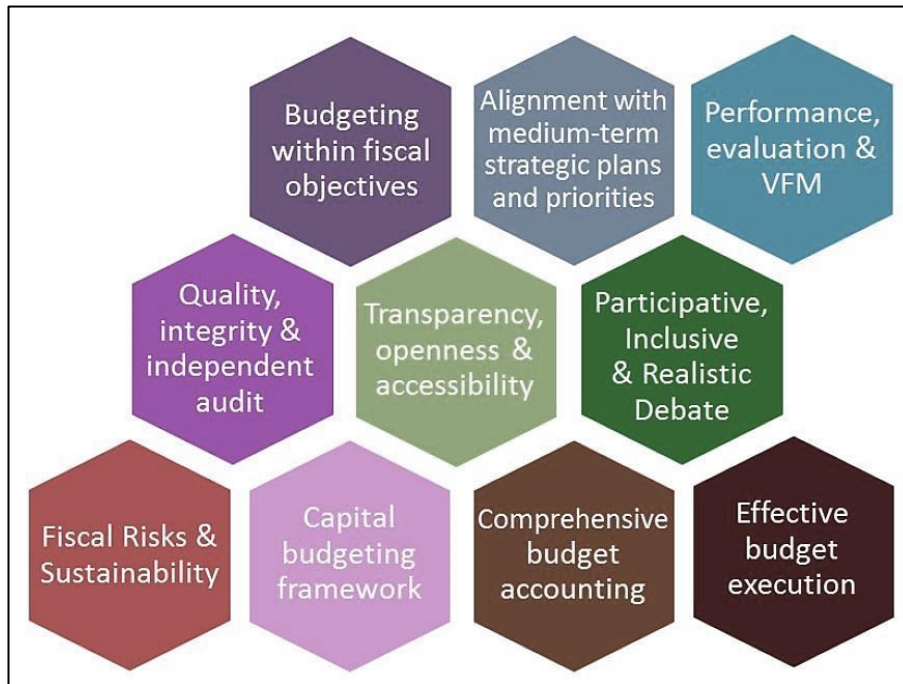 Budgeting
within fiscal
objectives
Alignment with
medium-term
strategic plans
and priorities
Performance,
evaluation &
VFM
Quality,
integrity &
independent
audit
Transparency,
openness &
accessibility
Participative,
Inclusive
& Realistic
Debate
Fiscal Risks &
Sustainability
Capital
budgeting
framework
Comprehensive
budget
accounting
Effective
budget
execution